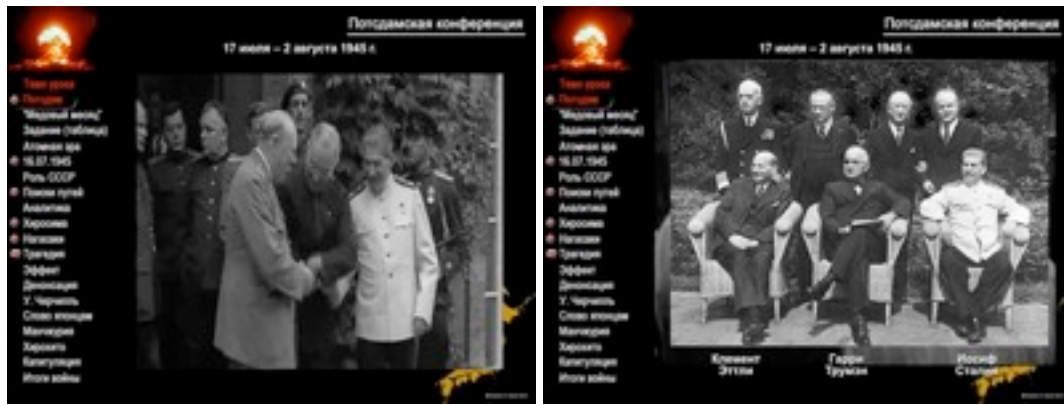 Потсдамская конференция
17 июля – 2 августа 1945 г.
Тема урока
Потсдам
"Медовый месяц"
Задание (таблица)
Атомная эра
16.07.1945
Роль СССР
Поиски путей
Аналитика
Хиросима
Нагасаки
Трагедия
Эффект
Денонсация
У. Черчилль
Слово японцам
Манчжурия
Хирохито
Капитуляция
Итоги войны
Потсдамская конференция
17 июля – 2 августа 1945 г.
Тема урока
Потсдам
"Медовый месяц"
Задание (таблица)
Атомная эра
16.07.1945
Роль СССР
Поиски путей
Аналитика
Хиросима
Нагасаки
Трагедия
Эффект
Денонсация
У. Черчилль
Слово японцам
Манчжурия
Хирохито
Капитуляция
Итоги войны
Клемент Эттли
Гарри Трумэн
Иосиф Сталин